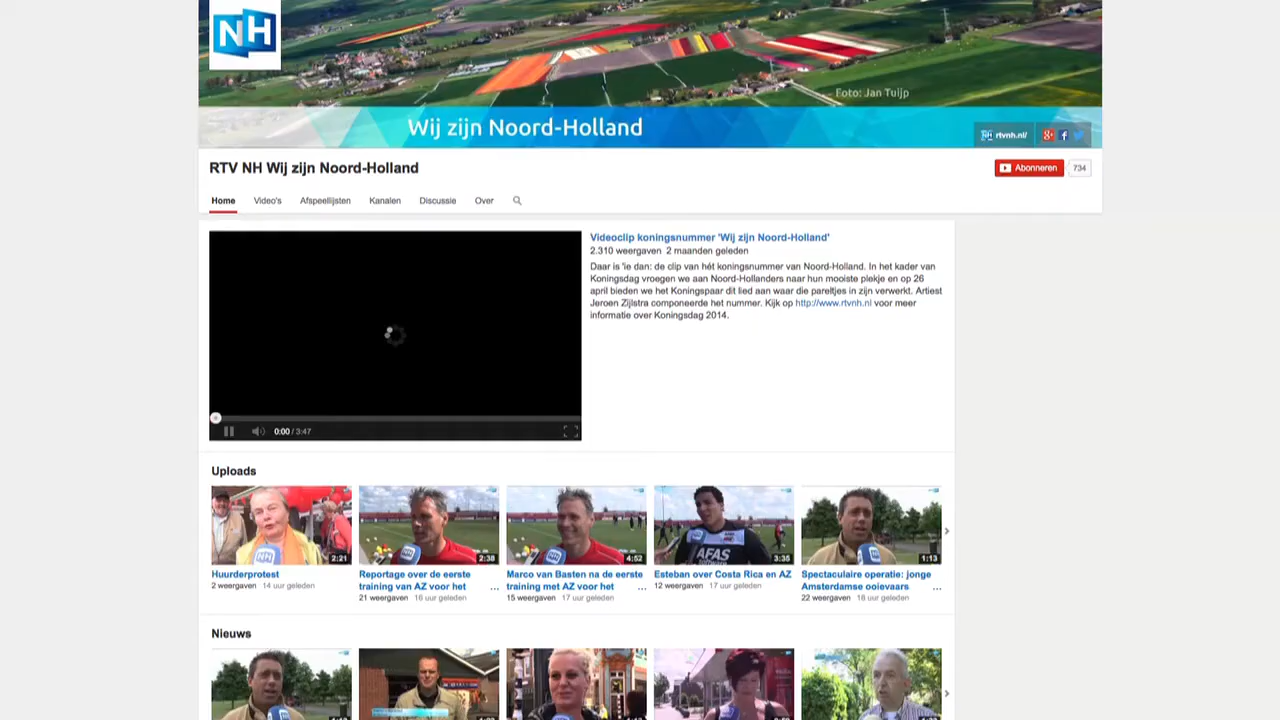 NH
Foto: Jan Tuijp
Wij zijn Noord-Holland
rtvnh.nl/
RTV NH Wij zijn Noord-Holland
Abonneren
734
Home
Video's
Afspeellijsten
Kanalen
Discussie
Over
Videoclip koningsnummer 'Wij zijn Noord-Holland'
2.310 weergaven 2 maanden geleden
Daar is 'ie dan: de clip van hét koningsnummer van Noord-Holland. In het kader van
Koningsdag vroegen we aan Noord-Hollanders naar hun mooiste plekje en op 26
april bieden we het Koningspaar dit lied aan waar die pareltjes in zijn verwerkt. Artiest
Jeroen Zijlstra componeerde het nummer. Kijk op http://www.rtvnh.nl voor meer
informatie over Koningsdag 2014.
0:00 / 3:47
Uploads
2:21
2:38
4:52
AFAS
3:35
1:13
Huurderprotest
2 weergaven 14 uur geleden
Reportage over de eerste
training van AZ voor het ...
21 weergaven 16 uur geleden
Marco van Basten na de eerste
training met AZ voor het ...
15 weergaven 17 uur geleden
Esteban over Costa Rica en AZ
12 weergaven 17 uur geleden
Spectaculaire operatie: jonge
Amsterdamse ooievaars ...
22 weergaven 18 uur geleden
Nieuws